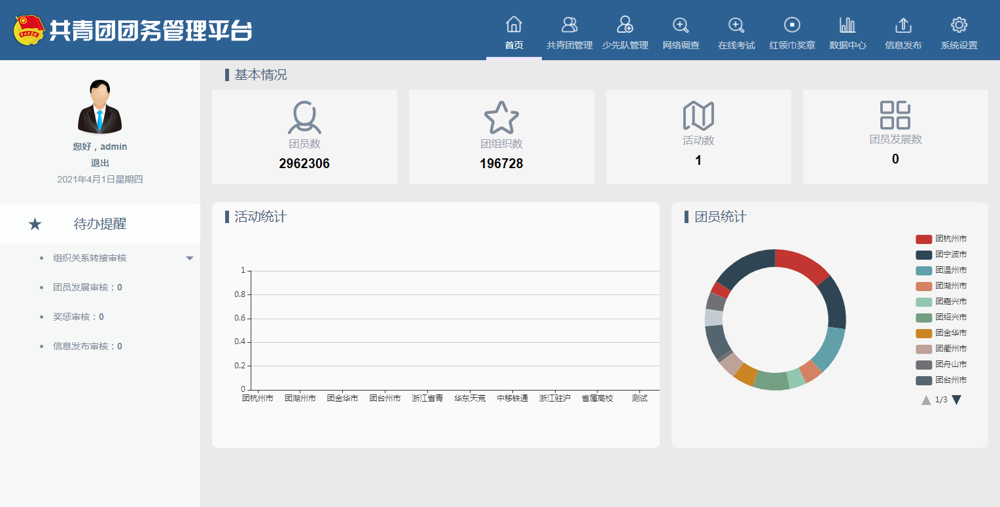 共青团团务管理平台
首页
共青团管理
少先队管理
网络调查
在线考试
红领巾奖章
数据中心
信息发布
系统设置
您好，admin
退出
2021年4月1日星期四
待办提醒
组织关系转接审核
团员发展审核：0
奖惩审核：0
信息发布审核：0
基本情况
团员数
2962306
团组织数
196728
活动数
1
团员发展数
0
活动统计
1
0.8
0.6
0.4
0.2
0
团杭州市 团湖州市 团金华市 团台州市 浙江省青 华东天荒 中移铁通 浙江驻沪 省属高校 测试
团员统计
团杭州市
团宁波市
团温州市
团湖州市
团嘉兴市
团绍兴市
团金华市
团衢州市
团舟山市
团台州市
1/3